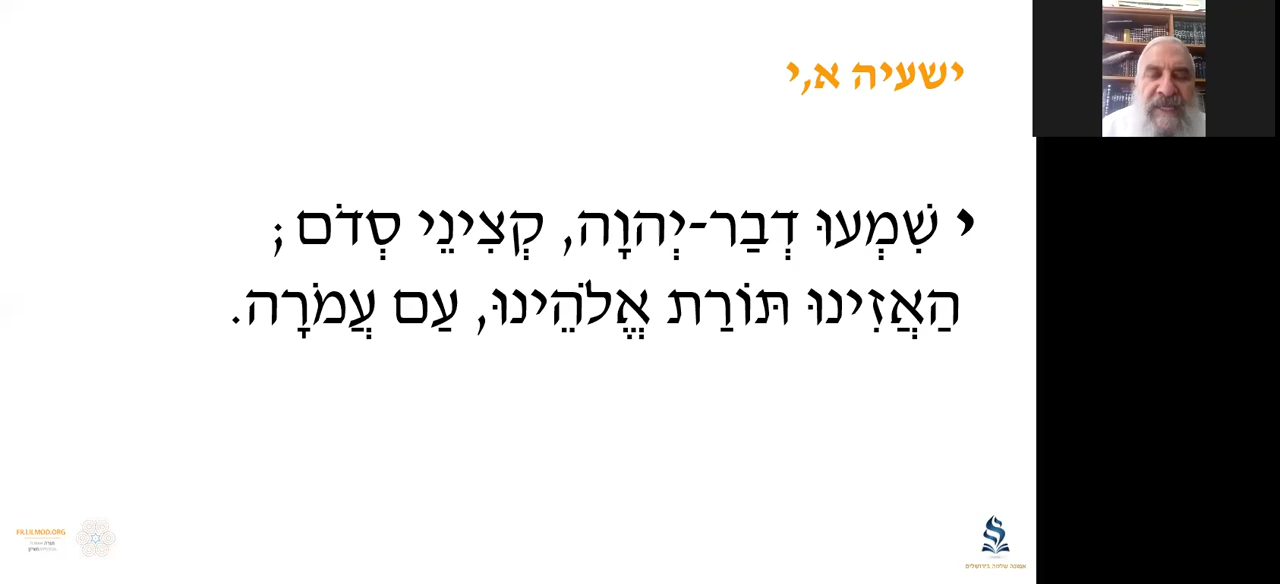 ישעיה א,י
י שִׁמְעוּ דְבַר-יְהוָה, קְצִינֵי סְדֹם;
הַאֲזִינוּ תּוֹרַת אֱלֹהֵינוּ, עַם עֲמֹרָה.
FR.LILMOD.ORG